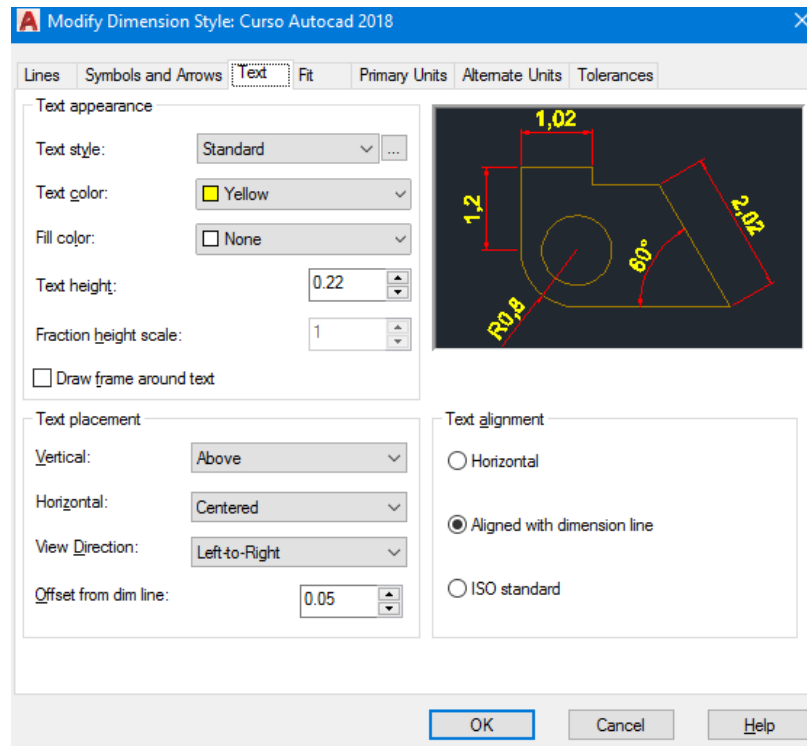 Modify Dimension Style: Curso Autocad 2018
Lines Symbols and Arrows Text Fit Primary Units Alternate Units Tolerances
Text appearance
Text style: Standard ...
Text color: Yellow
Fill color: None
Text height: 0.22
Fraction height scale: 1
Draw frame around text
1,02
1,2
2,02
60°
R0,8
Text placement
Vertical: Above
Horizontal: Centered
View Direction: Left-to-Right
Offset from dim line: 0.05
Text alignment
Horizontal
Aligned with dimension line
ISO standard
OK Cancel Help